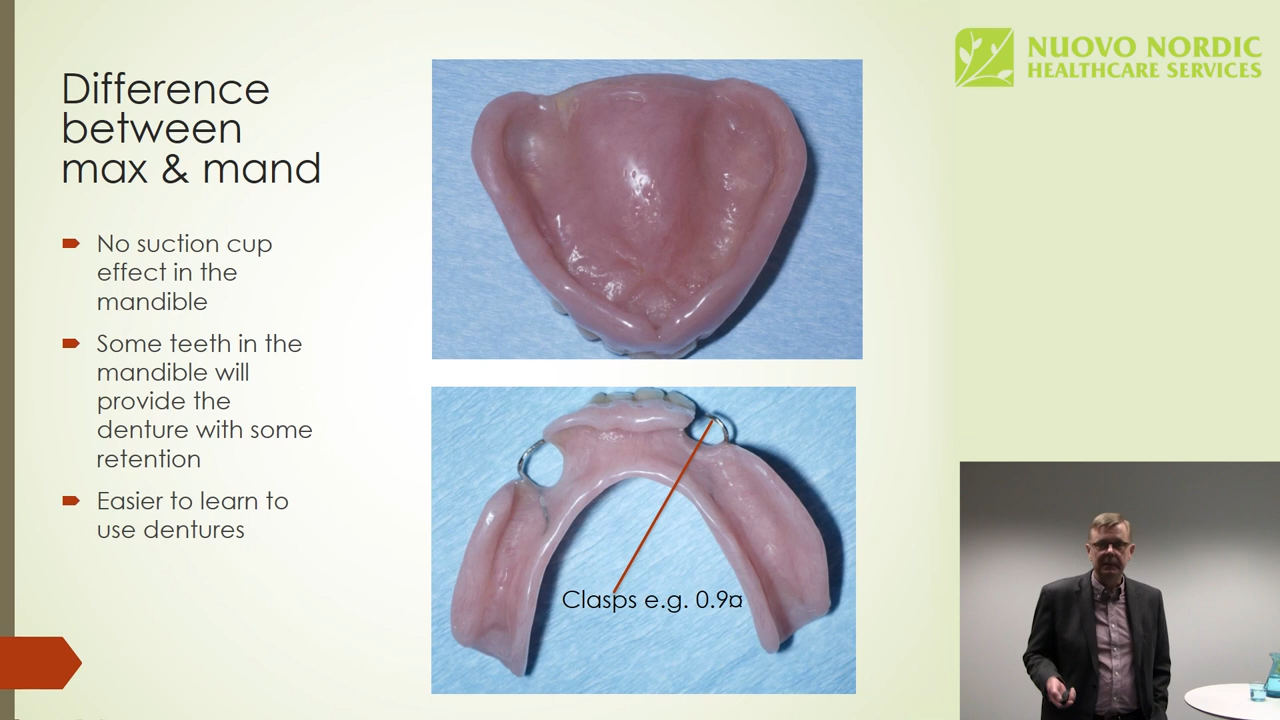 Difference
between
max & mand
No suction cup
effect in the
mandible
Some teeth in the
mandible will
provide the
denture with some
retention
Easier to learn to
use dentures
Clasps e.g. 0.9¤
NUOVO NORDIC
HEALTHCARE SERVICES